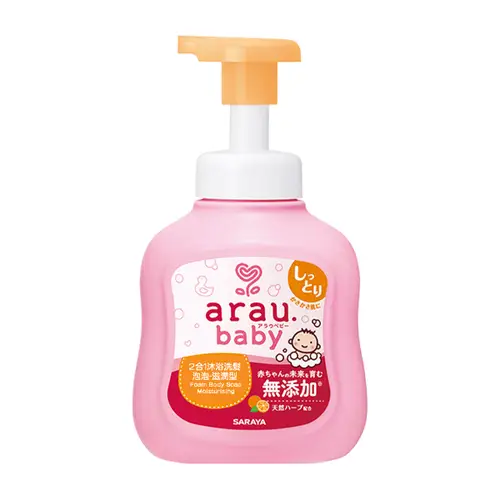 しっとり
かさかさ肌に
arau.
アラウベビー
baby
2合1沐浴洗髮
泡泡-滋潤型
Foam Body Soap
Moisturising
赤ちゃんの未来を育む
無添加
天然ハーブ配合
SARAYA